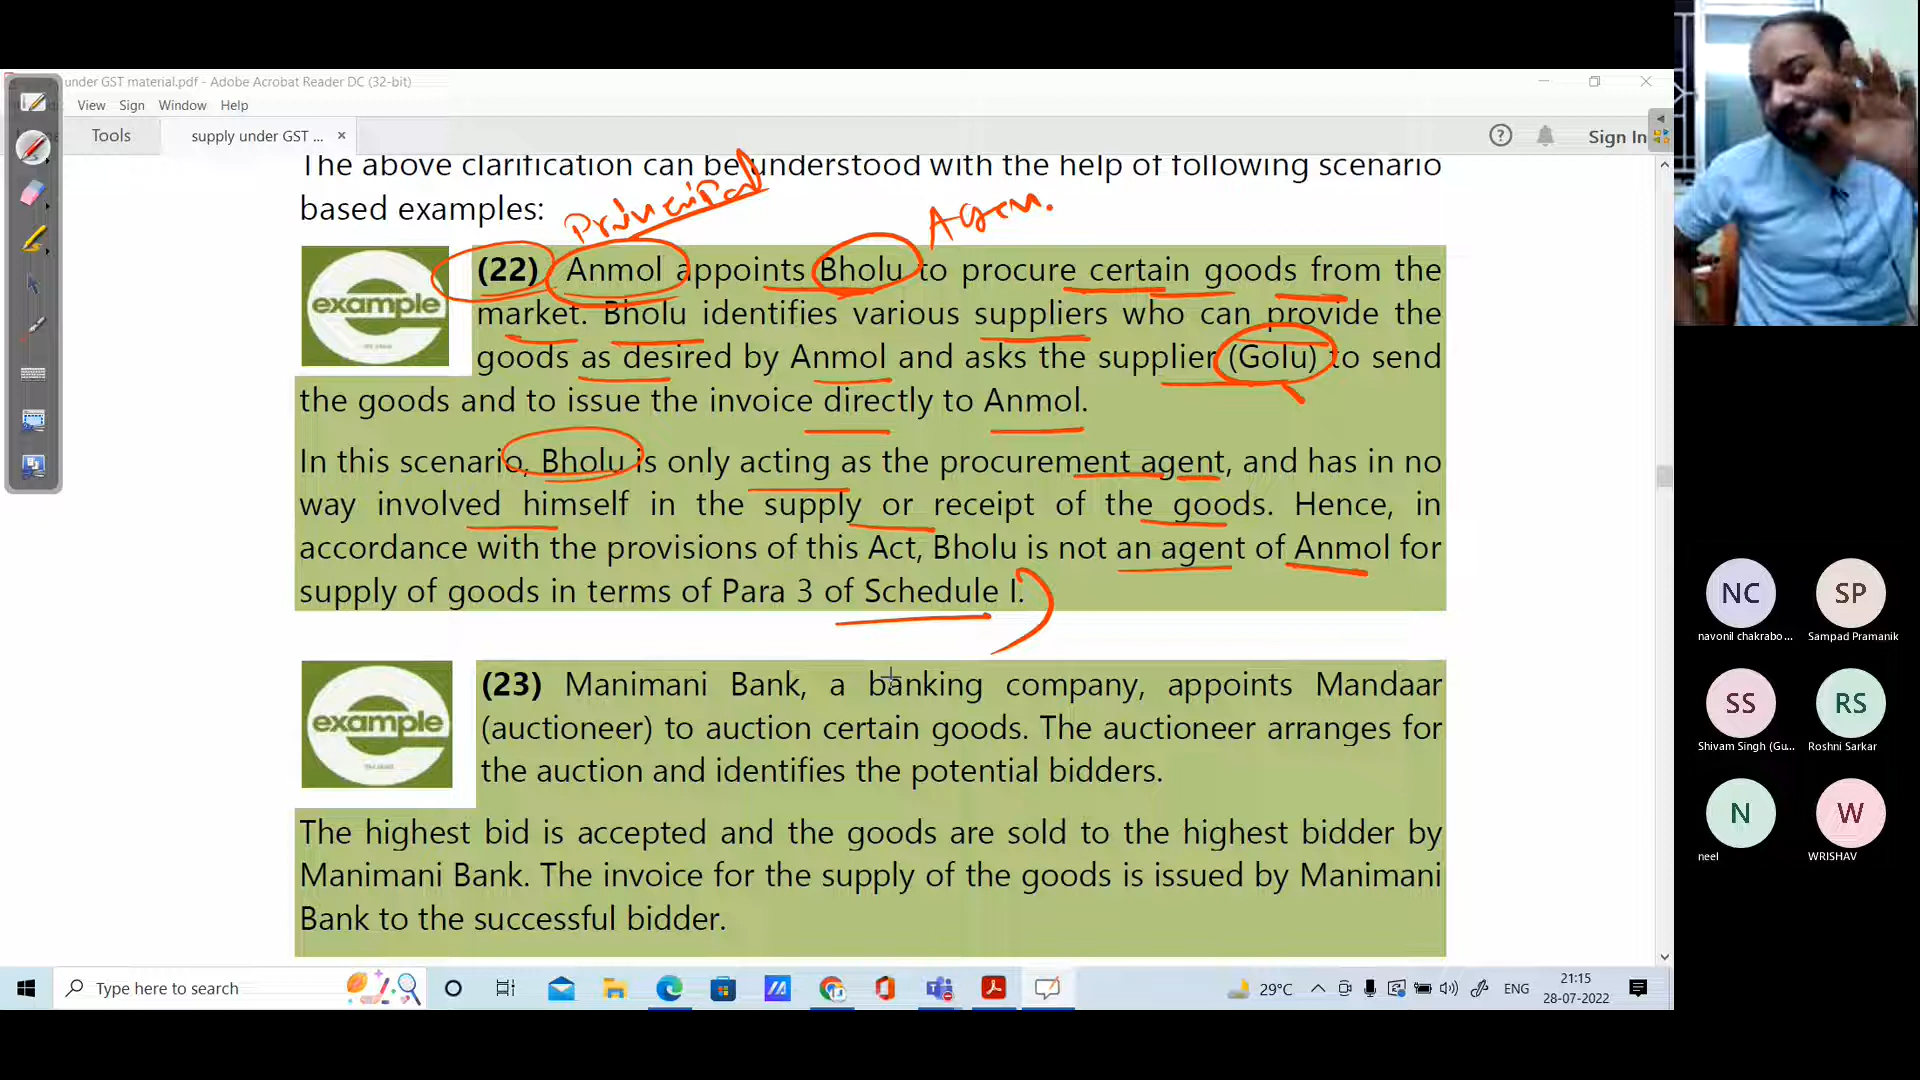 under GST material.pdf - Adobe Acrobat Reader DC (32-bit)
View Sign Window Help
Tools
supply under GST ... ×
Sign In
The above clarification can be understood with the help of following scenario
based examples:
Principal
Agen.
example
(22) Anmol appoints Bholu to procure certain goods from the
market. Bholu identifies various suppliers who can provide the
goods as desired by Anmol and asks the supplier (Golu) to send
the goods and to issue the invoice directly to Anmol.
In this scenario, Bholu is only acting as the procurement agent, and has in no
way involved himself in the supply or receipt of the goods. Hence, in
accordance with the provisions of this Act, Bholu is not an agent of Anmol for
supply of goods in terms of Para 3 of Schedule I.
example
(23) Manimani Bank, a banking company, appoints Mandaar
(auctioneer) to auction certain goods. The auctioneer arranges for
the auction and identifies the potential bidders.
The highest bid is accepted and the goods are sold to the highest bidder by
Manimani Bank. The invoice for the supply of the goods is issued by Manimani
Bank to the successful bidder.
NC
navonil chakrabo...
SP
Sampad Pramanik
SS
Shivam Singh (Gu...
RS
Roshni Sarkar
N
neel
W
WRISHAV
Type here to search
29°C
ENG
21:15
28-07-2022